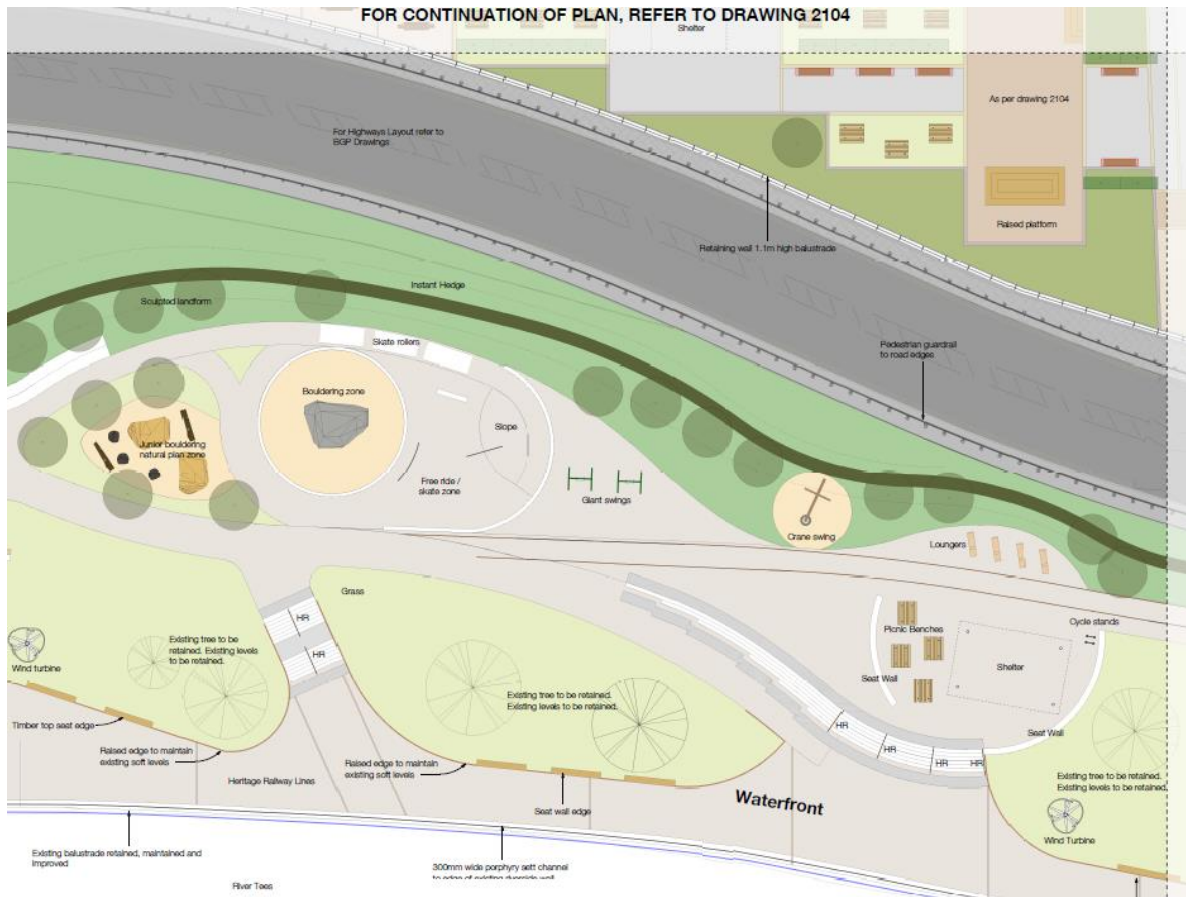 FOR CONTINUATION OF PLAN, REFER TO DRAWING 2104
Shelter
As per drawing 2104
For Highways Layout refer to
BGP Drawings
Raised platform
Retaining wall 1.1m high balustrade
Instant Hedge
Sculpted landform
Skate rollers
Pedestrian guardrail
to road edges
Bouldering zone
Slope
Junior bouldering
natural plan zone
Free ride /
skate zone
Giant swings
Crane swing
Loungers
Grass
HR
HR
Picnic Benches
Cycle stands
Existing tree to be
retained. Existing levels
to be retained.
Shelter
Wind turbine
Seat Wall
Existing tree to be retained.
Existing levels to be retained.
Timber top seat edge
HR
HR
HR
HR
Seat Wall
Raised edge to maintain
existing soft levels
Raised edge to maintain
existing soft levels
Heritage Railway Lines
Existing tree to be retained.
Existing levels to be retained.
Seat wall edge
Waterfront
Wind Turbine
Existing balustrade retained, maintained and
improved
300mm wide porphyry sett channel
to edge of existing riverside wall
River Tees